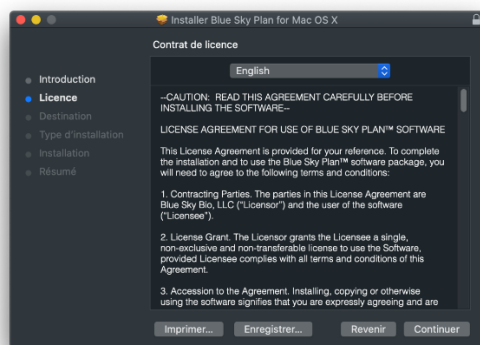 Installer Blue Sky Plan for Mac OS X
Contrat de licence
Introduction
Licence
Destination
Type d'installation
Installation
Résumé
English
--CAUTION: READ THIS AGREEMENT CAREFULLY BEFORE
INSTALLING THE SOFTWARE--
LICENSE AGREEMENT FOR USE OF BLUE SKY PLAN™ SOFTWARE
This License Agreement is provided for your reference. To complete
the installation and to use the Blue Sky Plan™ software package, you
will need to agree to the following terms and conditions:
1. Contracting Parties. The parties in this License Agreement are
Blue Sky Bio, LLC ("Licensor") and the user of the software
("Licensee").
2. License Grant. The Licensor grants the Licensee a single,
non-exclusive and non-transferable license to use the Software,
provided Licensee complies with all terms and conditions of this
Agreement.
3. Accession to the Agreement. Installing, copying or otherwise
using the software signifies that you are expressly agreeing and are
Imprimer...
Enregistrer...
Revenir
Continuer